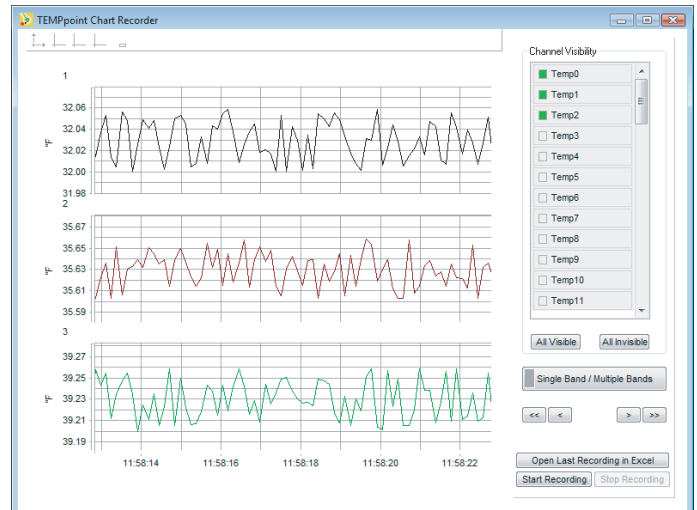 TEMPpoint Chart Recorder
1
°F
32.06
32.04
32.02
32.00
31.98
2
°F
35.67
35.65
35.63
35.61
35.59
3
°F
39.27
39.25
39.23
39.21
39.19
11:58:14 11:58:16 11:58:18 11:58:20 11:58:22
Channel Visibility
Temp0
Temp1
Temp2
Temp3
Temp4
Temp5
Temp6
Temp7
Temp8
Temp9
Temp10
Temp11
All Visible All Invisible
Single Band / Multiple Bands
<< < > >>
Open Last Recording in Excel
Start Recording Stop Recording